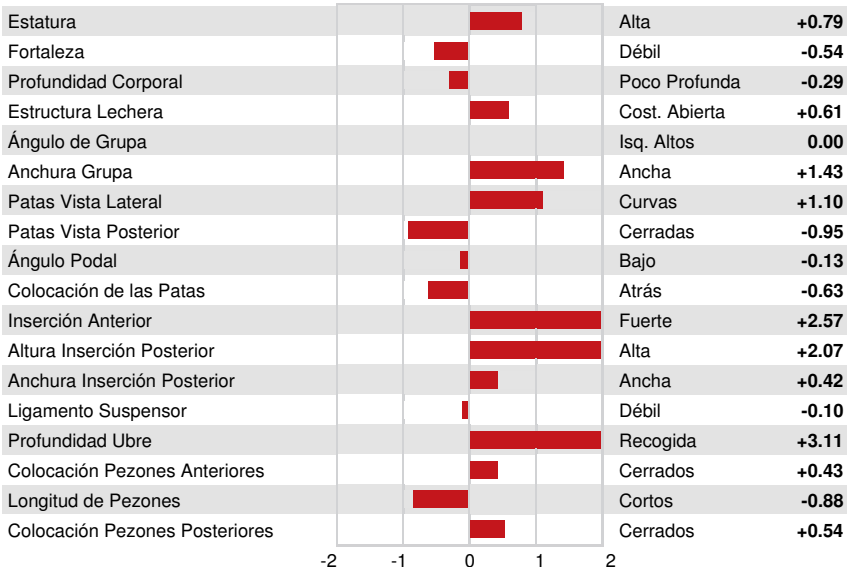 Estatura Alta +0.79
Fortaleza Débil -0.54
Profundidad Corporal Poco Profunda -0.29
Estructura Lechera Cost. Abierta +0.61
Ángulo de Grupa Isq. Altos 0.00
Anchura Grupa Ancha +1.43
Patas Vista Lateral Curvas +1.10
Patas Vista Posterior Cerradas -0.95
Ángulo Podal Bajo -0.13
Colocación de las Patas Atrás -0.63
Inserción Anterior Fuerte +2.57
Altura Inserción Posterior Alta +2.07
Anchura Inserción Posterior Ancha +0.42
Ligamento Suspensor Débil -0.10
Profundidad Ubre Recogida +3.11
Colocación Pezones Anteriores Cerrados +0.43
Longitud de Pezones Cortos -0.88
Colocación Pezones Posteriores Cerrados +0.54
-2 -1 0 1 2